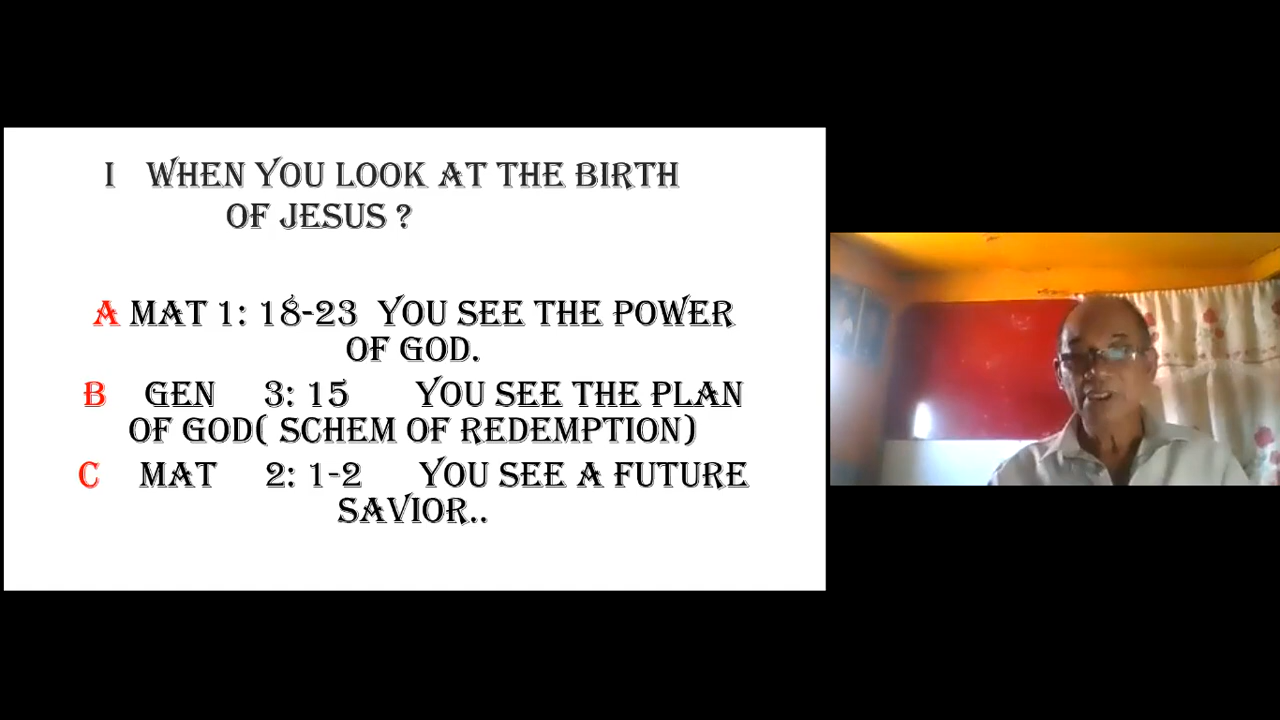 I WHEN YOU LOOK AT THE BIRTH
OF JESUS ?
A MAT 1: 18-23 YOU SEE THE POWER
OF GOD.
B GEN 3: 15 YOU SEE THE PLAN
OF GOD( SCHEM OF REDEMPTION)
C MAT 2: 1-2 YOU SEE A FUTURE
SAVIOR..